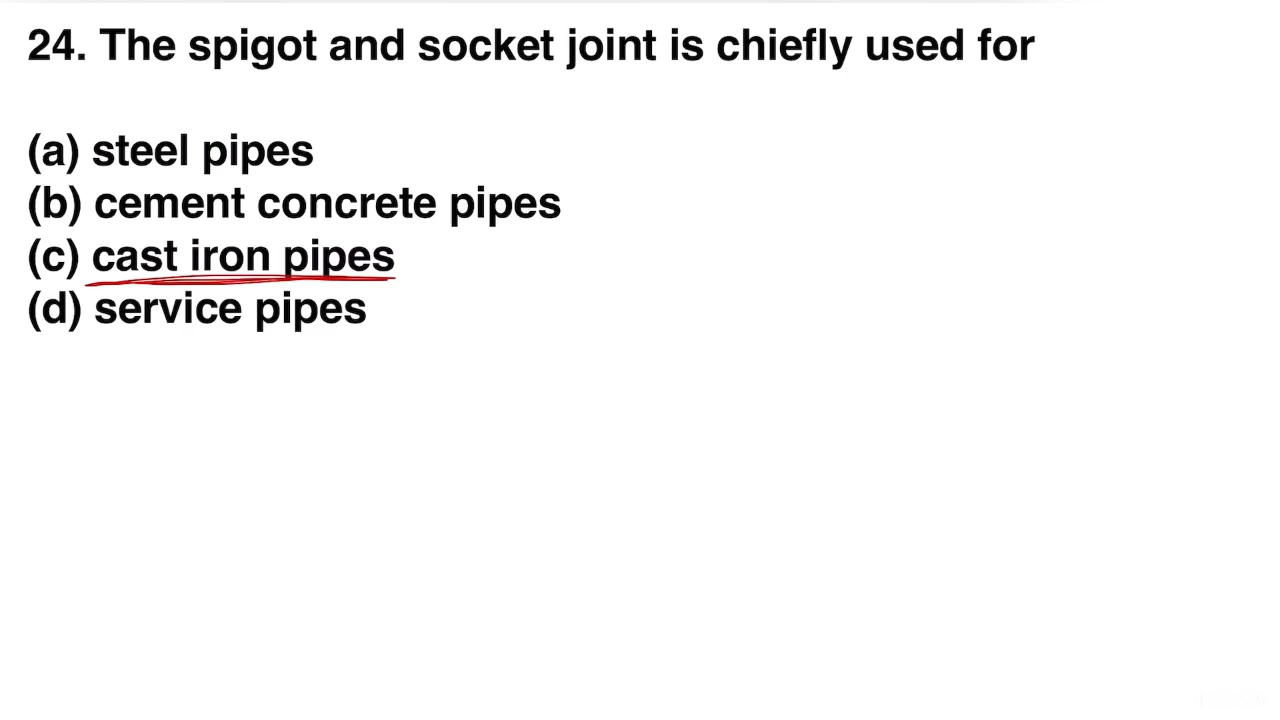 24. The spigot and socket joint is chiefly used for
(a) steel pipes
(b) cement concrete pipes
(c) cast iron pipes
(d) service pipes